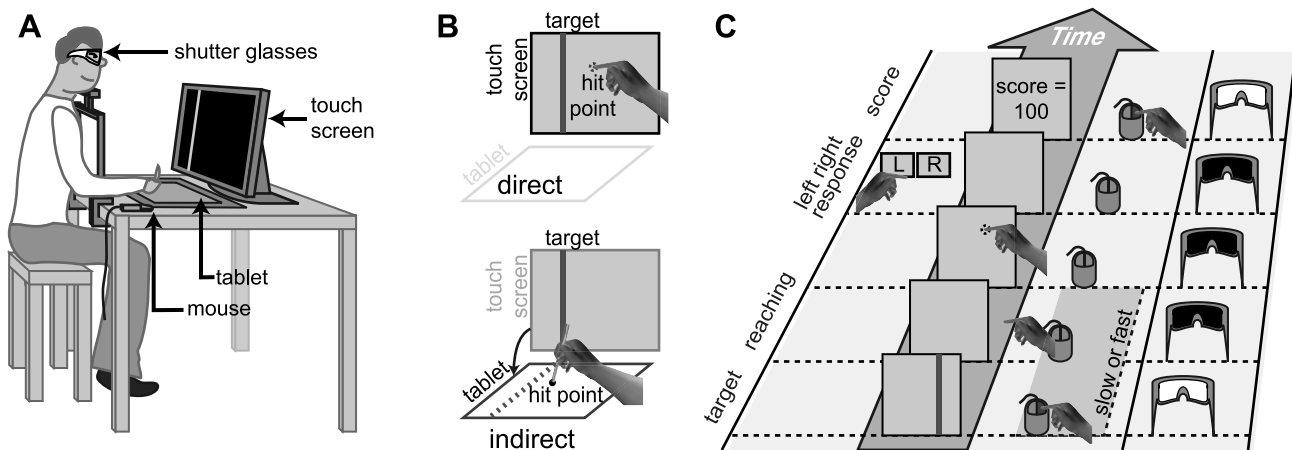 A
shutter glasses
touch
screen
tablet
mouse
B
target
touch
screen
hit
point
tablet
direct
target
touch
screen
tablet
hit point
indirect
C
Time
score
score =
100
left right
response
L R
reaching
slow or fast
target